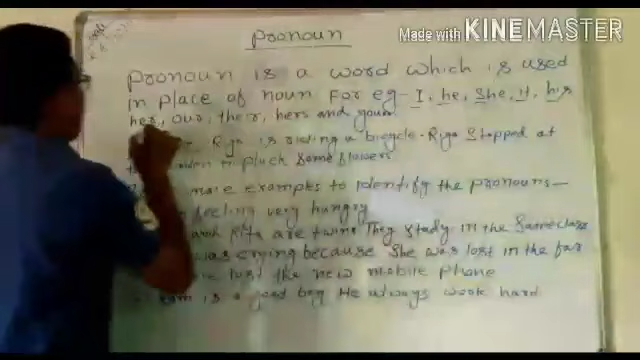 Made with KINEMASTER
Pronoun
Pronoun is a word which is used
in place of noun For eg- I, he, She, it, his
her, our, their, hers and your
Riya is riding a bicycle. Riya Stopped at
to pluck some flowers
more examples to identify the pronouns-
feeling very hungry
Rita are twins They study in the Same class
was crying because She was lost in the fair
lost the new mobile phone
is a good boy He always work hard